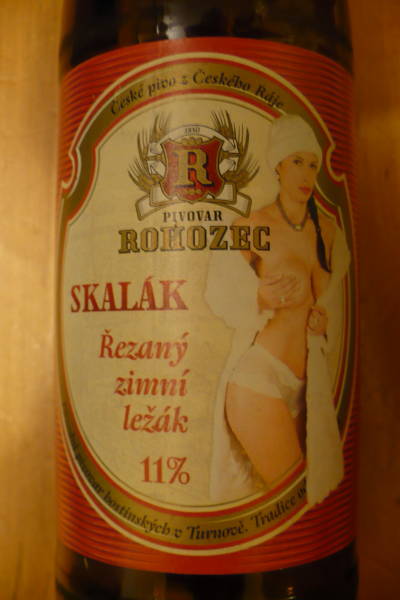 České pivo z Českého Ráje
1850
R
PIVOVAR
ROHOZEC
SKALÁK
Řezaný
zimní
ležák
11%
hostinských v Turnově. Tradice